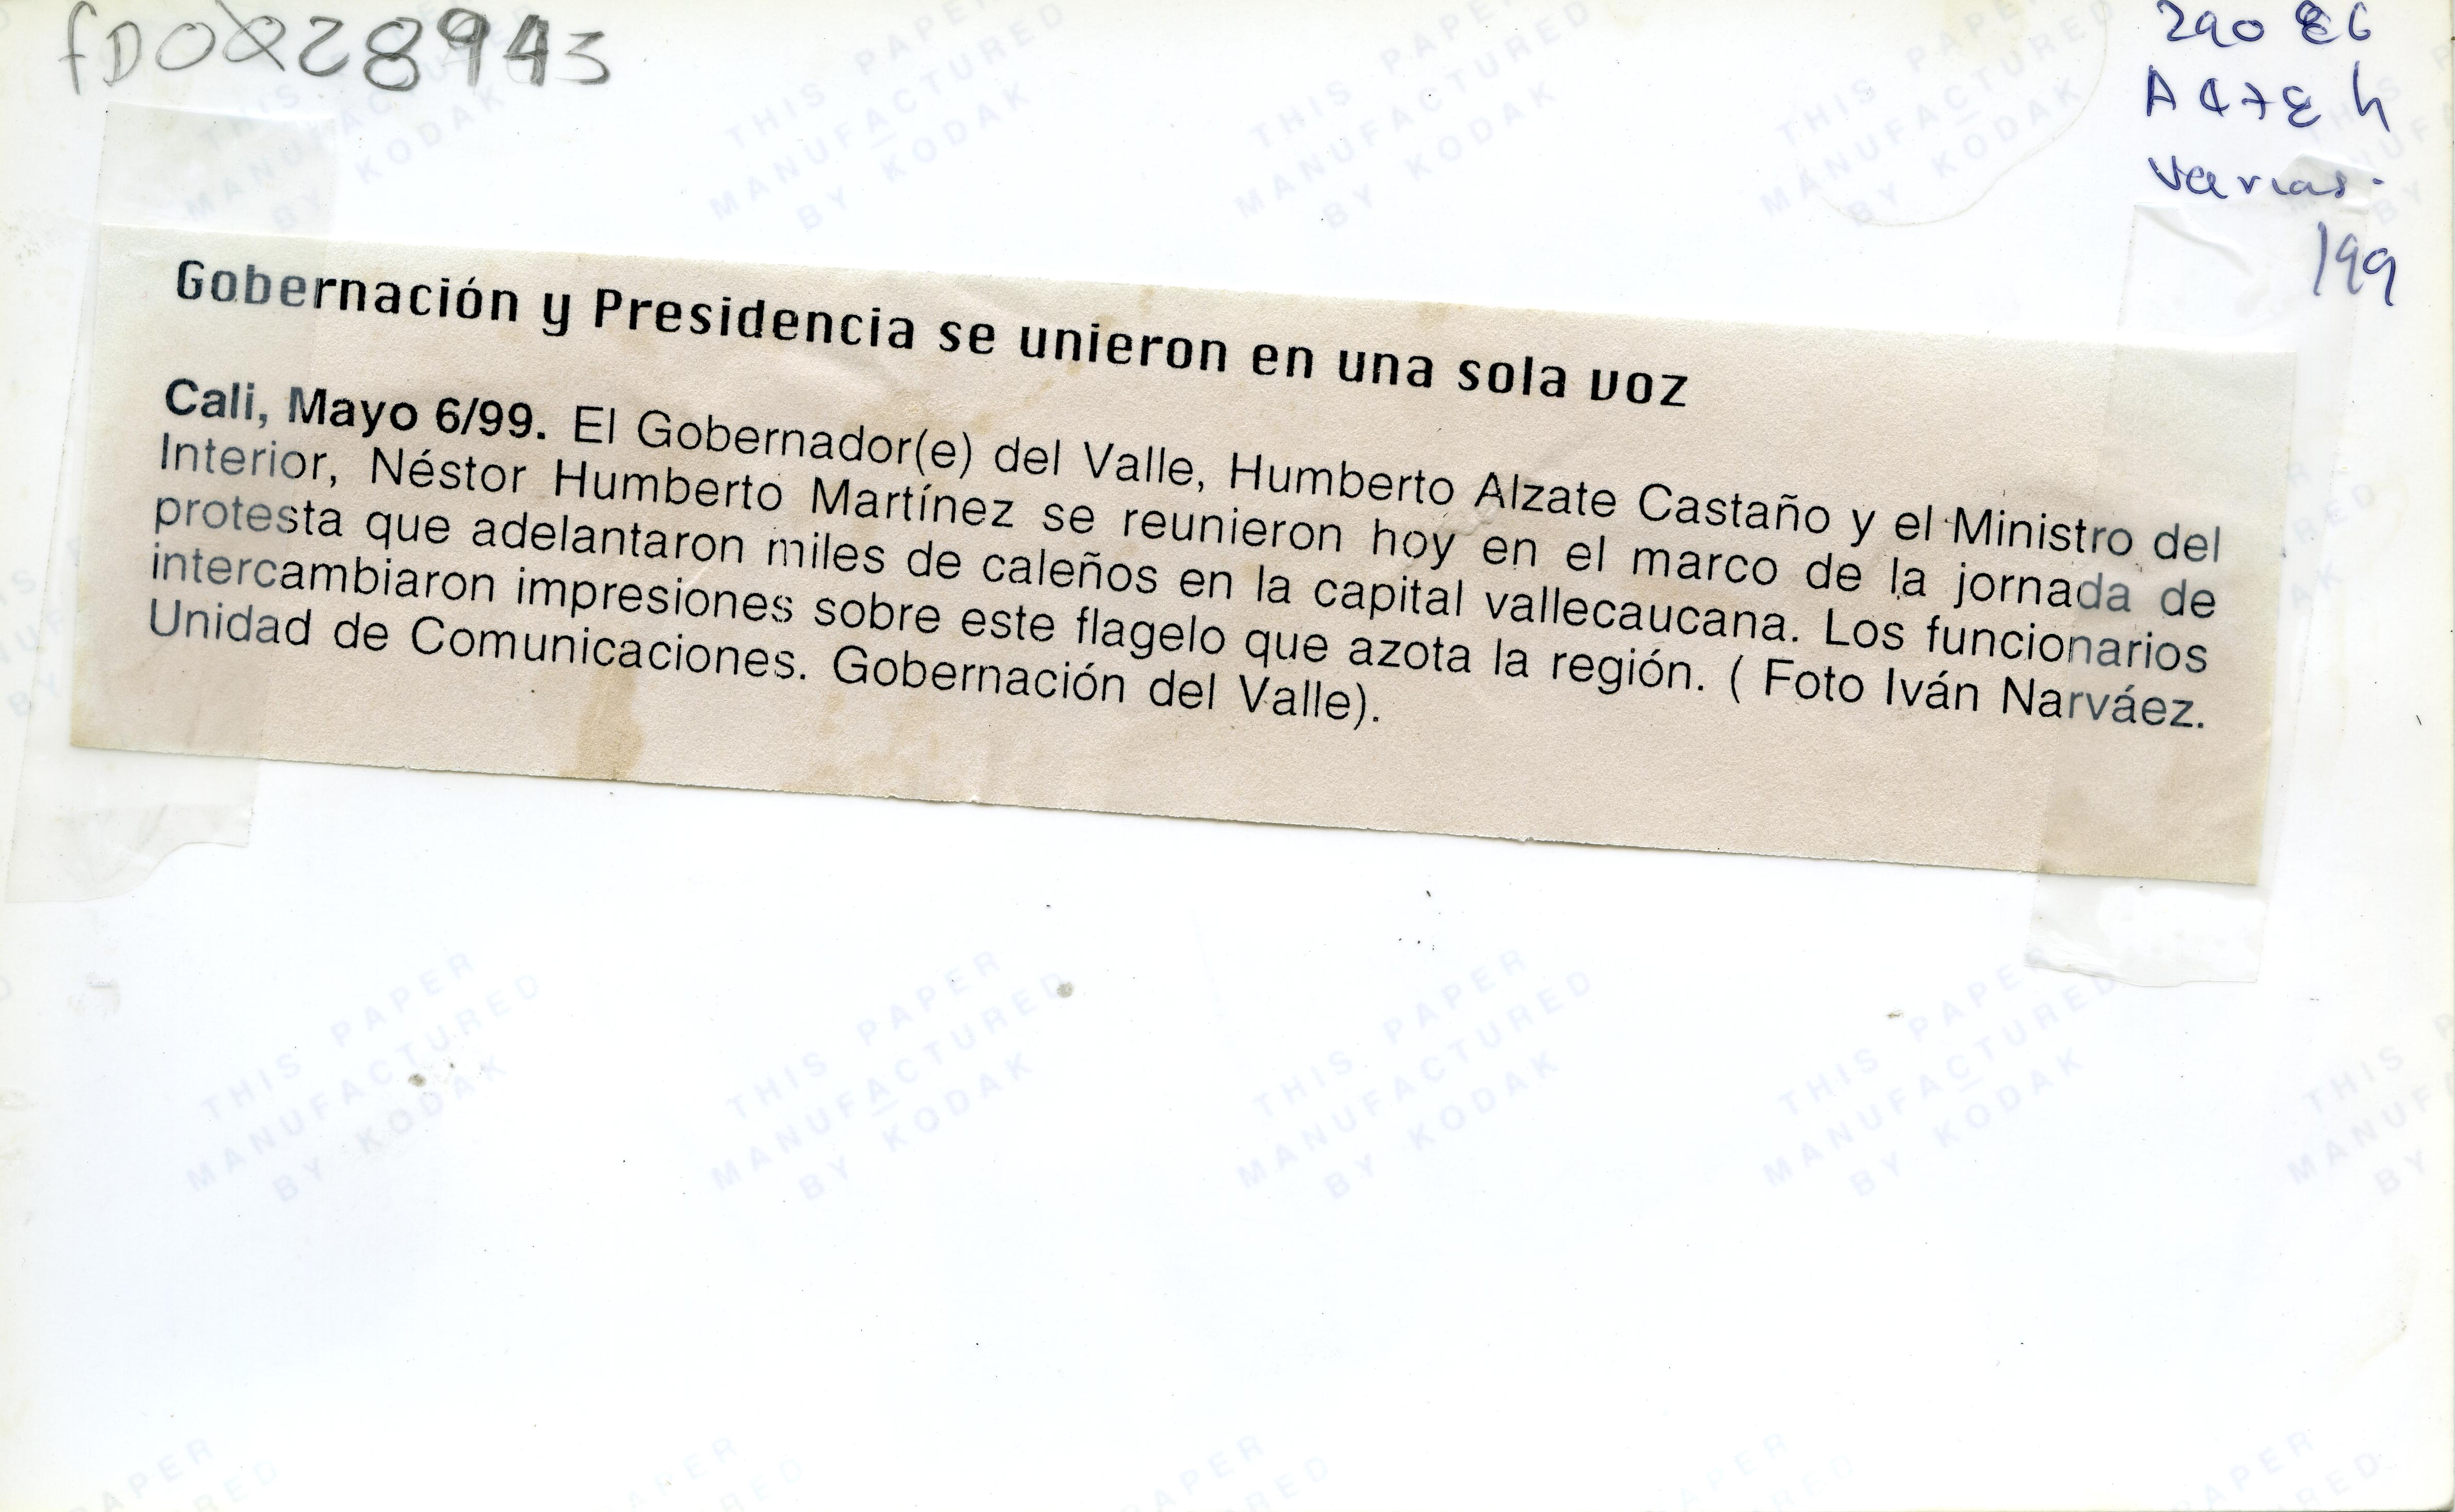 fD0028943
290 86
A 478 h
varias.
199
Gobernación y Presidencia se unieron en una sola voz
Cali, Mayo 6/99. El Gobernador(e) del Valle, Humberto Alzate Castaño y el Ministro del
Interior, Néstor Humberto Martínez se reunieron hoy en el marco de la jornada de
protesta que adelantaron miles de caleños en la capital vallecaucana. Los funcionarios
intercambiaron impresiones sobre este flagelo que azota la región. ( Foto Iván Narváez.
Unidad de Comunicaciones. Gobernación del Valle).
THIS PAPER
MANUFACTURED
BY KODAK